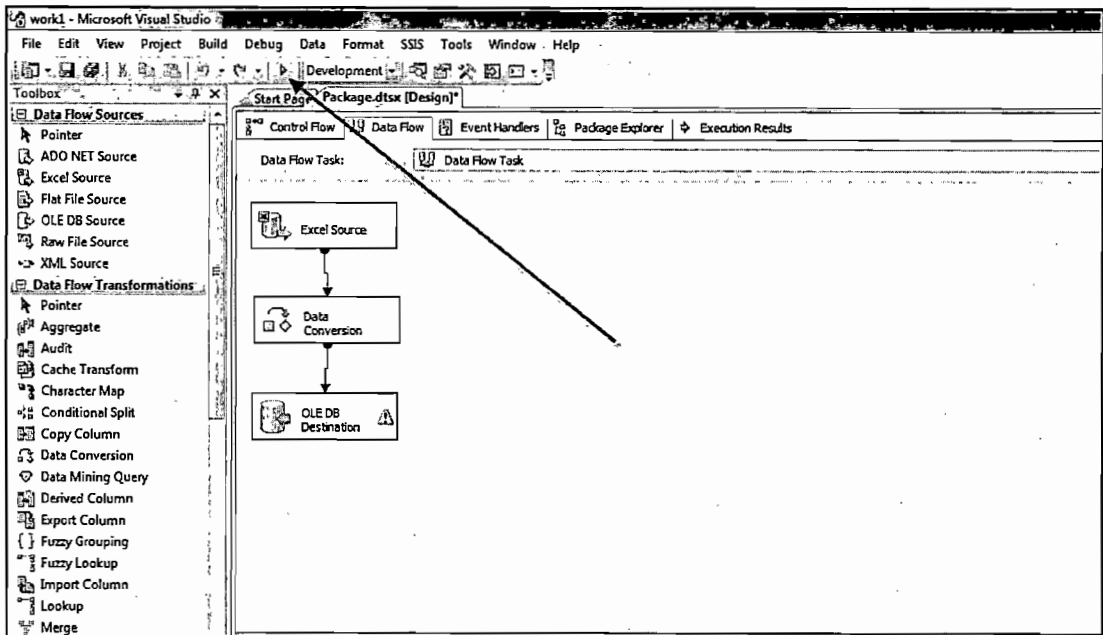 work1 - Microsoft Visual Studio
File Edit View Project Build Debug Data Format SSIS Tools Window Help
Development
Toolbox
Start Page Package.dtsx [Design]*
Data Flow Sources
Control Flow Data Flow Event Handlers Package Explorer Execution Results
Pointer
ADO NET Source
Data Flow Task: Data Flow Task
Excel Source
Flat File Source
OLE DB Source
Raw File Source
XML Source
Data Flow Transformations
Pointer
Aggregate
Audit
Cache Transform
Character Map
Conditional Split
Copy Column
Data Conversion
Data Mining Query
Derived Column
Export Column
Fuzzy Grouping
Fuzzy Lookup
Import Column
Lookup
Merge
Excel Source
Data
Conversion
OLE DB
Destination